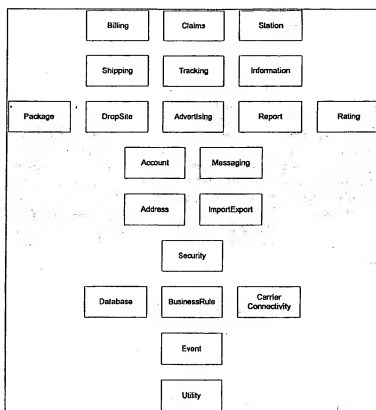 Billing Claims Station
Shipping Tracking Information
Package DropSite Advertising Report Rating
Account Messaging
Address ImportExport
Security
Database BusinessRule Carrier
Connectivity
Event
Utility